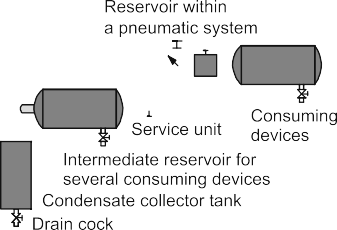 Reservoir within
a pneumatic system
Consuming
devices
Service unit
Intermediate reservoir for
several consuming devices
Condensate collector tank
Drain cock